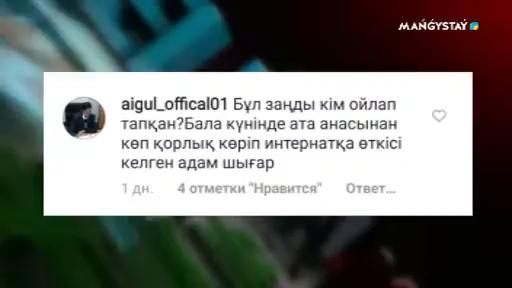 MAŃǴYSTAÝ
aigul_offical01 Бұл заңды кім ойлап
тапқан?Бала күнінде ата анасынан
көп қорлық көріп интернатқа өткісі
келген адам шығар
1 дн. 4 отметки "Нравится" Ответ...